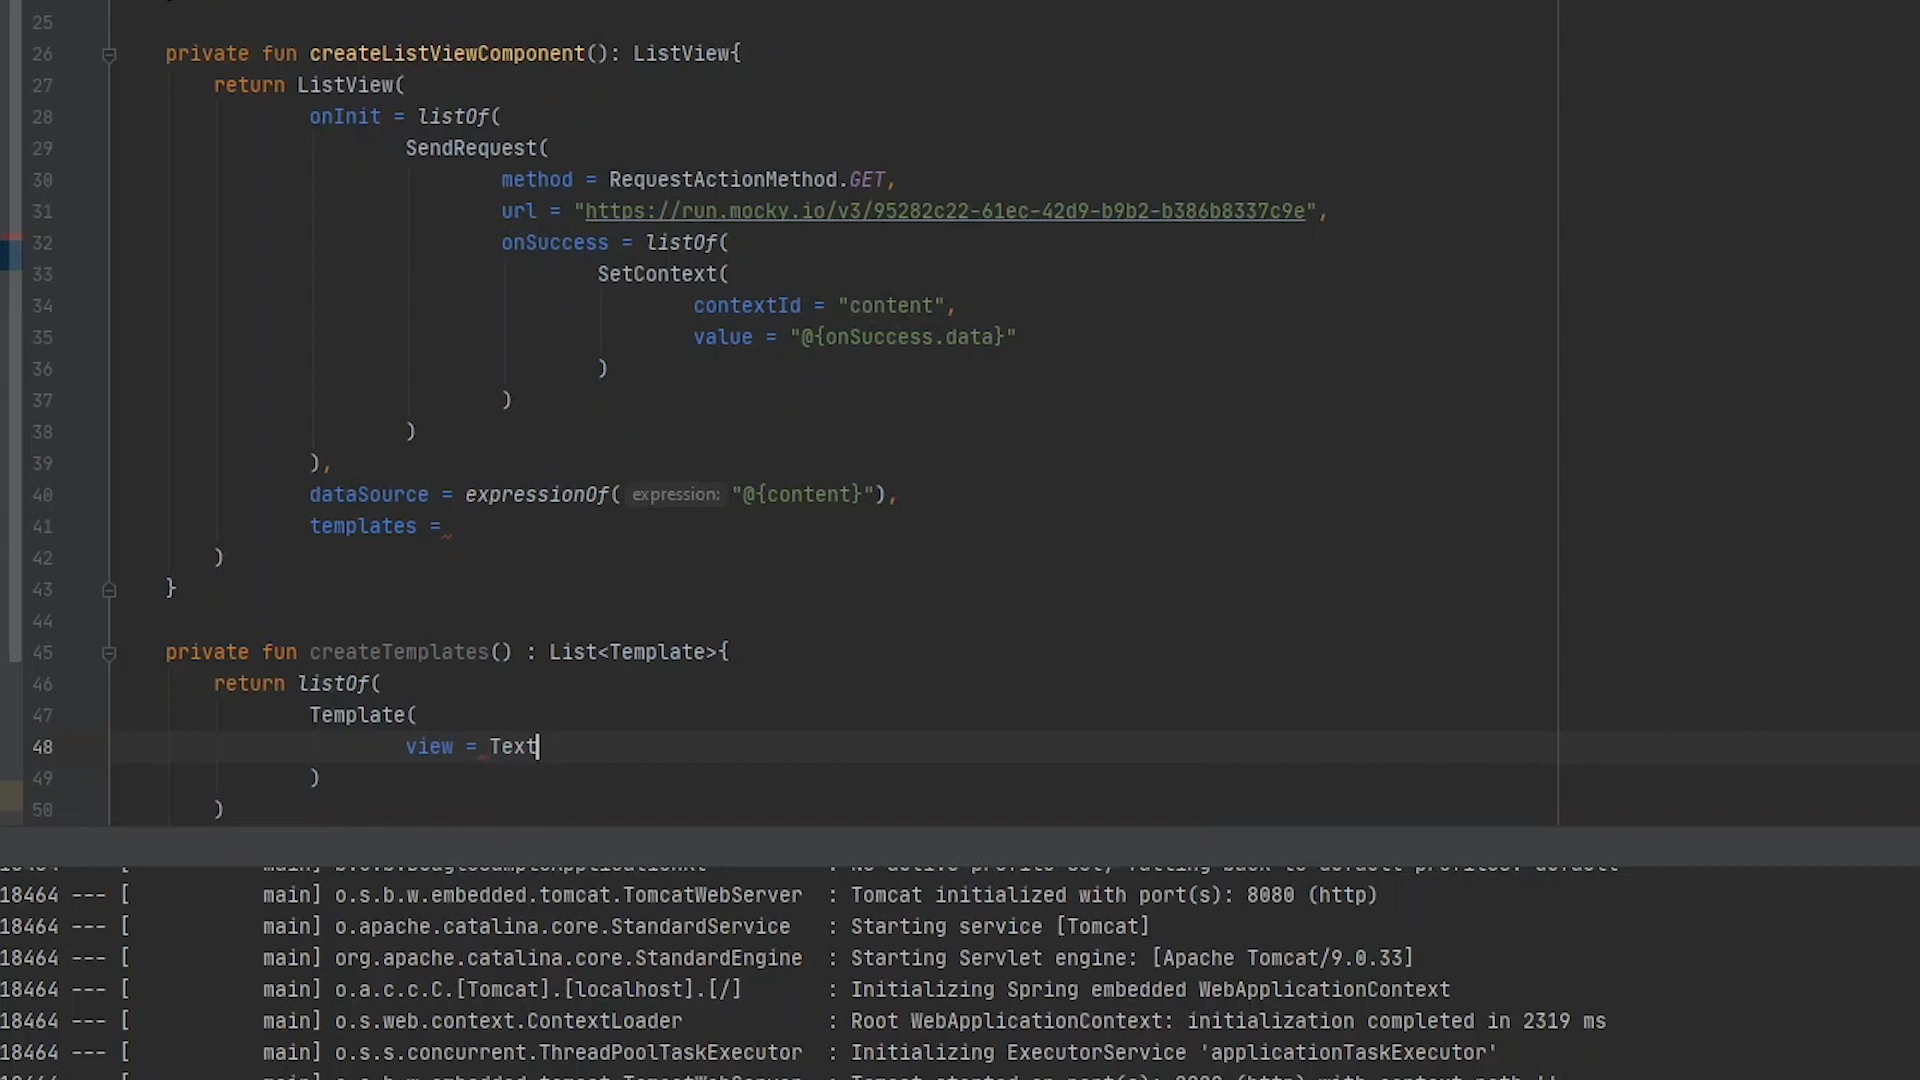 25
26 private fun createListViewComponent(): ListView{
27 return ListView(
28 onInit = listOf(
29 SendRequest(
30 method = RequestActionMethod.GET,
31 url = "https://run.mocky.io/v3/95282c22-61ec-42d9-b9b2-b386b8337c9e",
32 onSuccess = listOf(
33 SetContext(
34 contextId = "content",
35 value = "@{onSuccess.data}"
36 )
37 )
38 )
39 ),
40 dataSource = expressionOf( expression: "@{content}"),
41 templates =
42 )
43 }
44
45 private fun createTemplates() : List<Template>{
46 return listOf(
47 Template(
48 view = Text
49 )
50 )
18464 --- [ main] o.s.b.w.embedded.tomcat.TomcatWebServer : Tomcat initialized with port(s): 8080 (http)
18464 --- [ main] o.apache.catalina.core.StandardService : Starting service [Tomcat]
18464 --- [ main] org.apache.catalina.core.StandardEngine : Starting Servlet engine: [Apache Tomcat/9.0.33]
18464 --- [ main] o.a.c.c.C.[Tomcat].[localhost].[/] : Initializing Spring embedded WebApplicationContext
18464 --- [ main] o.s.web.context.ContextLoader : Root WebApplicationContext: initialization completed in 2319 ms
18464 --- [ main] o.s.s.concurrent.ThreadPoolTaskExecutor : Initializing ExecutorService 'applicationTaskExecutor'